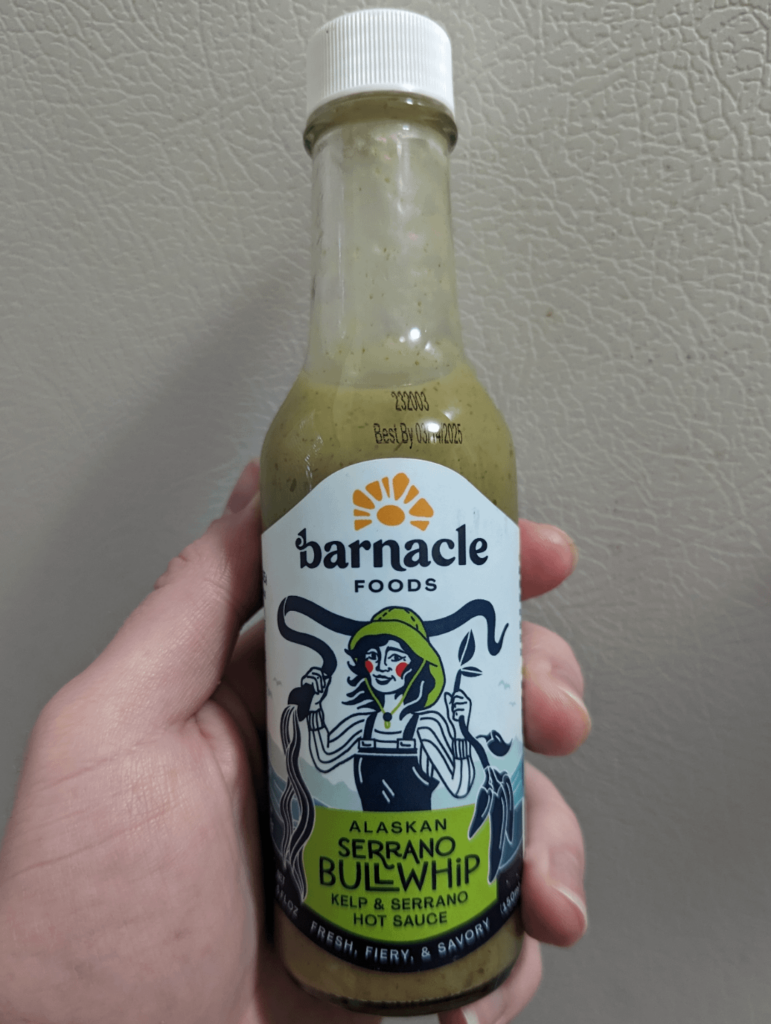 232003
Best By 03/14/2025
barnacle
FOODS
ALASKAN
SERRANO
BULLWHIP
KELP & SERRANO
HOT SAUCE
FRESH, FIERY, & SAVORY